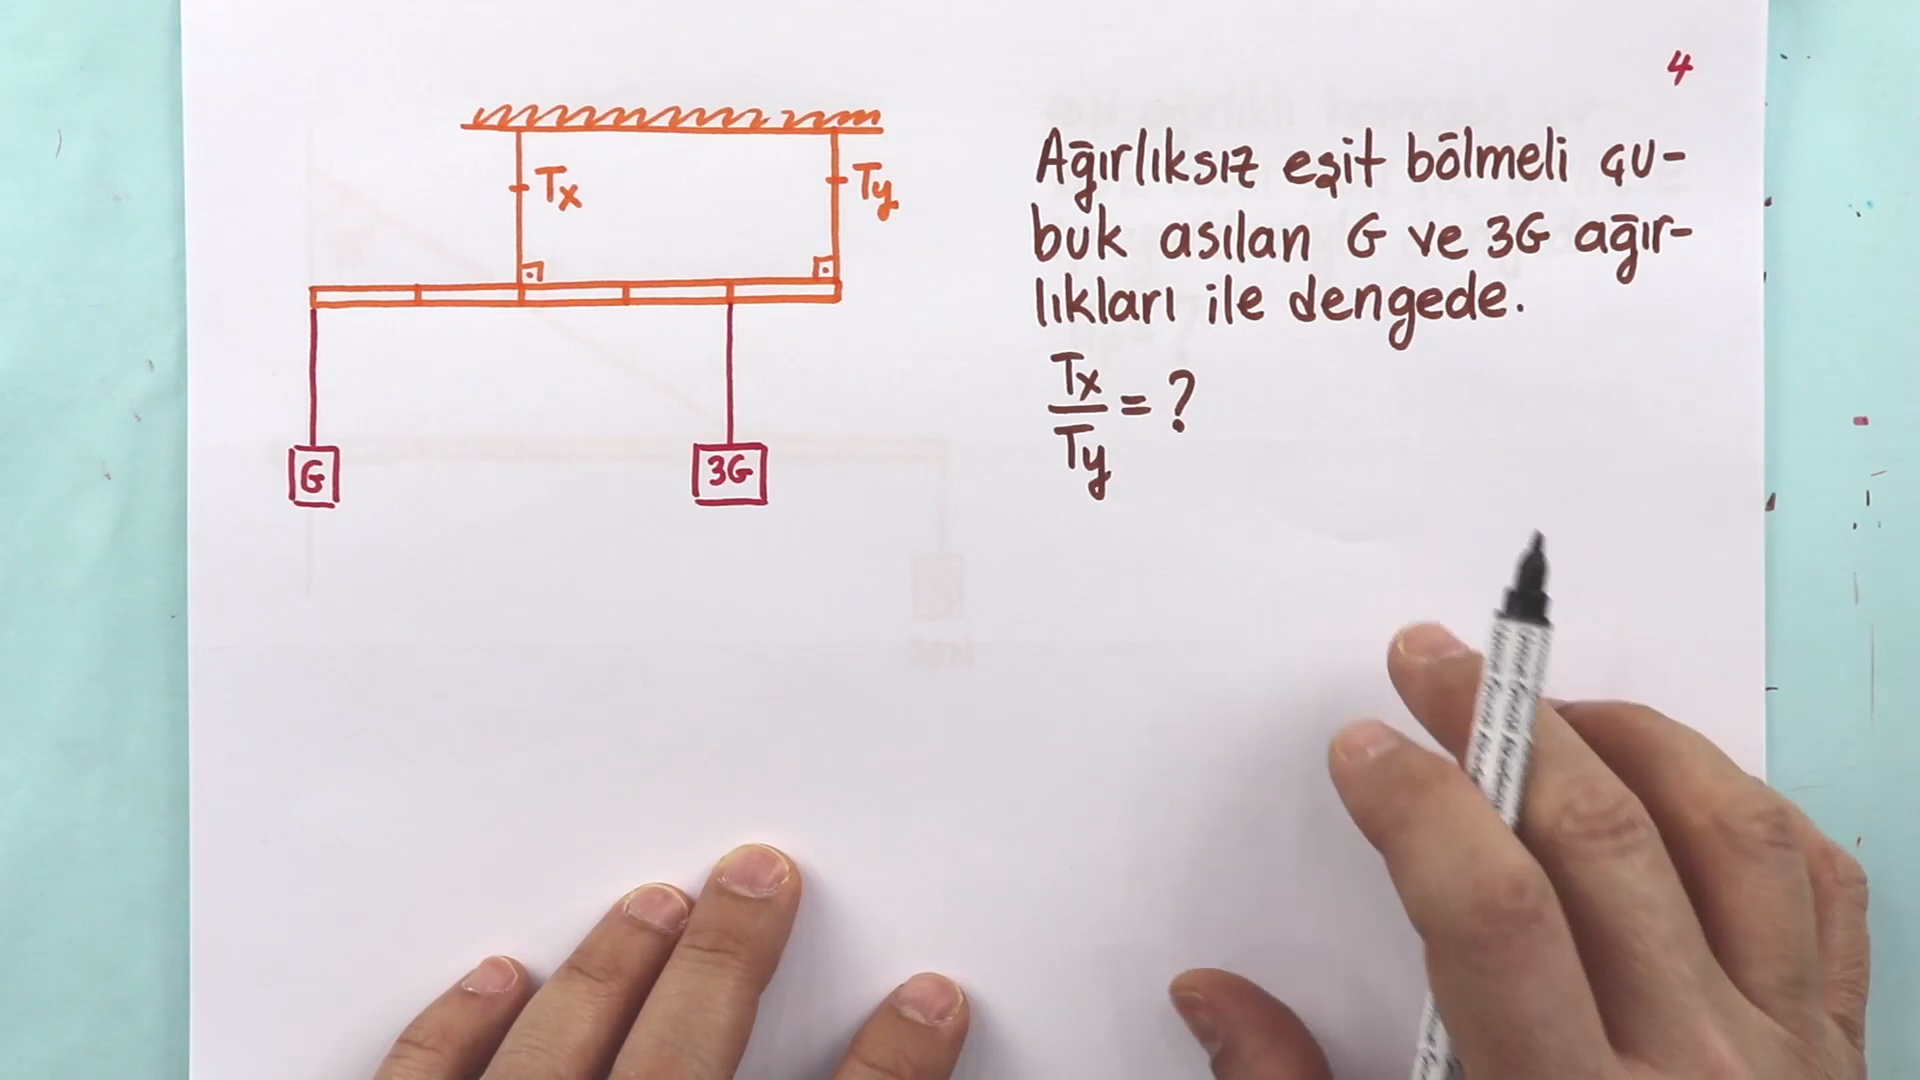 4
Ağırlıksız eşit bölmeli çu-
buk asılan G ve 3G ağır-
lıkları ile dengede.
Tx
Ty
= ?
Tx
Ty
G
3G